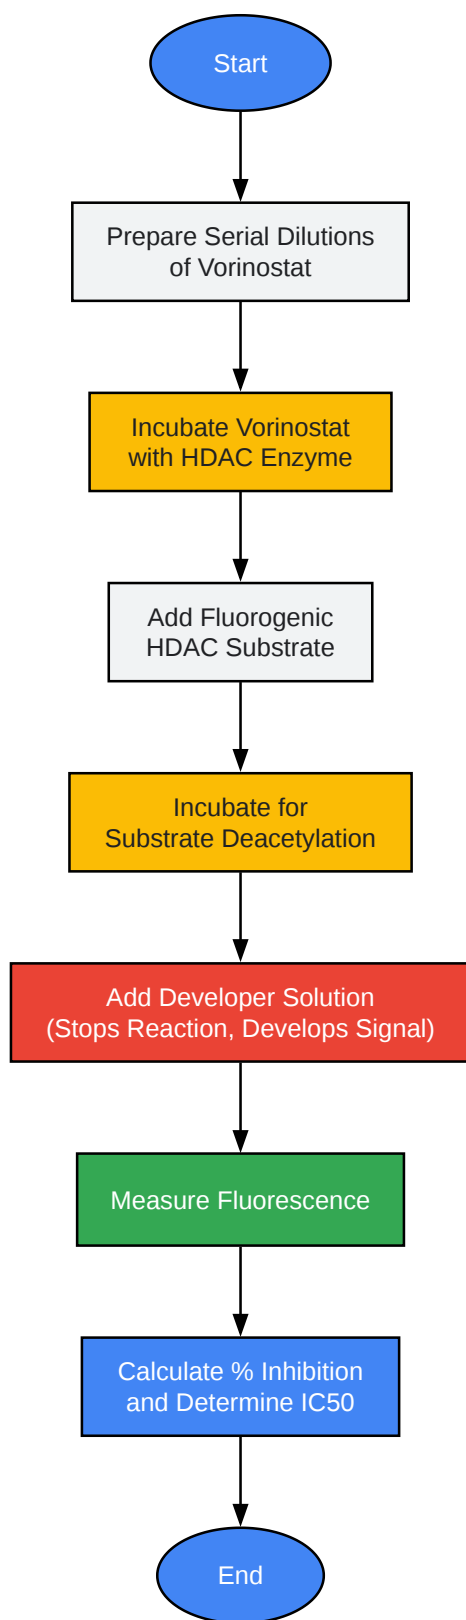 Start
Prepare Serial Dilutions
of Vorinostat
Incubate Vorinostat
with HDAC Enzyme
Add Fluorogenic
HDAC Substrate
Incubate for
Substrate Deacetylation
Add Developer Solution
(Stops Reaction, Develops Signal)
Measure Fluorescence
Calculate % Inhibition
and Determine IC50
End